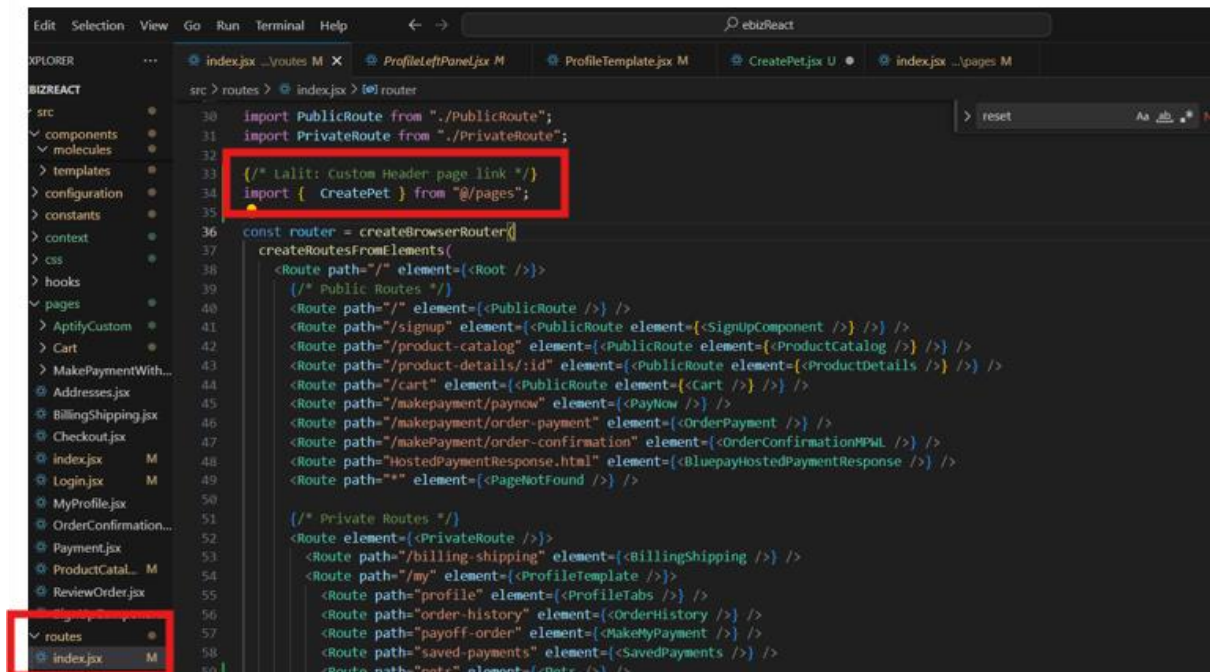 Edit Selection View Go Run Terminal Help ← → ebizReact
XPLORER ... index.jsx ...\routes M X ProfileLeftPanel.jsx M ProfileTemplate.jsx M CreatePet.jsx U ● index.jsx ...\pages M
BIZREACT src > routes > index.jsx > router
src
components
molecules
templates
configuration
constants
context
css
hooks
pages
AptifyCustom
Cart
MakePaymentWith...
Addresses.jsx
BillingShipping.jsx
Checkout.jsx
index.jsx M
Login.jsx M
MyProfile.jsx
OrderConfirmation...
Payment.jsx
ProductCatal... M
ReviewOrder.jsx
routes
index.jsx M
> reset Aa ab .*
30 import PublicRoute from "./PublicRoute";
31 import PrivateRoute from "./PrivateRoute";
32
33 {/* Lalit: Custom Header page link */}
34 import { CreatePet } from "@/pages";
35
36 const router = createBrowserRouter(
37 createRoutesFromElements(
38 <Route path="/" element={<Root />}>
39 {/* Public Routes */}
40 <Route path="/" element={<PublicRoute />} />
41 <Route path="/signup" element={<PublicRoute element={<SignUpComponent />} />} />
42 <Route path="/product-catalog" element={<PublicRoute element={<ProductCatalog />} />} />
43 <Route path="/product-details/:id" element={<PublicRoute element={<ProductDetails />} />} />
44 <Route path="/cart" element={<PublicRoute element={<Cart />} />} />
45 <Route path="/makepayment/paynow" element={<PayNow />} />
46 <Route path="/makepayment/order-payment" element={<OrderPayment />} />
47 <Route path="/makePayment/order-confirmation" element={<OrderConfirmationMPWL />} />
48 <Route path="HostedPaymentResponse.html" element={<BluepayHostedPaymentResponse />} />
49 <Route path="*" element={<PageNotFound />} />
50
51 {/* Private Routes */}
52 <Route element={<PrivateRoute />}>
53 <Route path="/billing-shipping" element={<BillingShipping />} />
54 <Route path="/my" element={<ProfileTemplate />}>
55 <Route path="profile" element={<ProfileTabs />} />
56 <Route path="order-history" element={<OrderHistory />} />
57 <Route path="payoff-order" element={<MakeMyPayment />} />
58 <Route path="saved-payments" element={<SavedPayments />} />
59 <Route path="pets" element={<Pets />} />